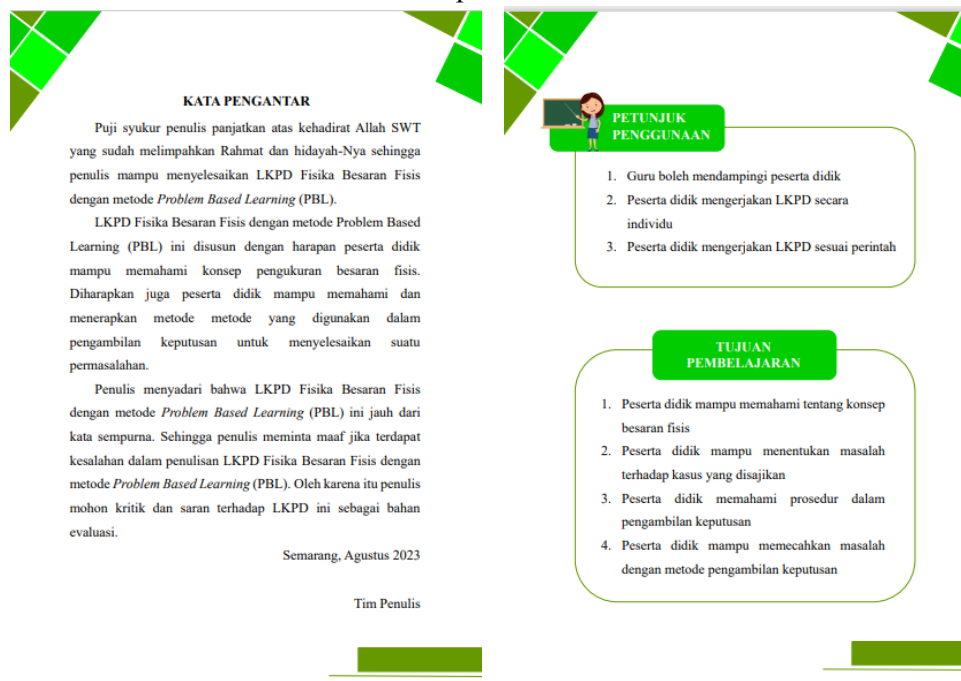 KATA PENGANTAR
Puji syukur penulis panjatkan atas kehadirat Allah SWT
yang sudah melimpahkan Rahmat dan hidayah-Nya sehingga
penulis mampu menyelesaikan LKPD Fisika Besaran Fisis
dengan metode Problem Based Learning (PBL).
LKPD Fisika Besaran Fisis dengan metode Problem Based
Learning (PBL) ini disusun dengan harapan peserta didik
mampu memahami konsep pengukuran besaran fisis.
Diharapkan juga peserta didik mampu memahami dan
menerapkan metode metode yang digunakan dalam
pengambilan keputusan untuk menyelesaikan suatu
permasalahan.
Penulis menyadari bahwa LKPD Fisika Besaran Fisis
dengan metode Problem Based Learning (PBL) ini jauh dari
kata sempurna. Sehingga penulis meminta maaf jika terdapat
kesalahan dalam penulisan LKPD Fisika Besaran Fisis dengan
metode Problem Based Learning (PBL). Oleh karena itu penulis
mohon kritik dan saran terhadap LKPD ini sebagai bahan
evaluasi.
Semarang, Agustus 2023
Tim Penulis
PETUNJUK
PENGGUNAAN
1. Guru boleh mendampingi peserta didik
2. Peserta didik mengerjakan LKPD secara
individu
3. Peserta didik mengerjakan LKPD sesuai perintah
TUJUAN
PEMBELAJARAN
1. Peserta didik mampu memahami tentang konsep
besaran fisis
2. Peserta didik mampu menentukan masalah
terhadap kasus yang disajikan
3. Peserta didik memahami prosedur dalam
pengambilan keputusan
4. Peserta didik mampu memecahkan masalah
dengan metode pengambilan keputusan